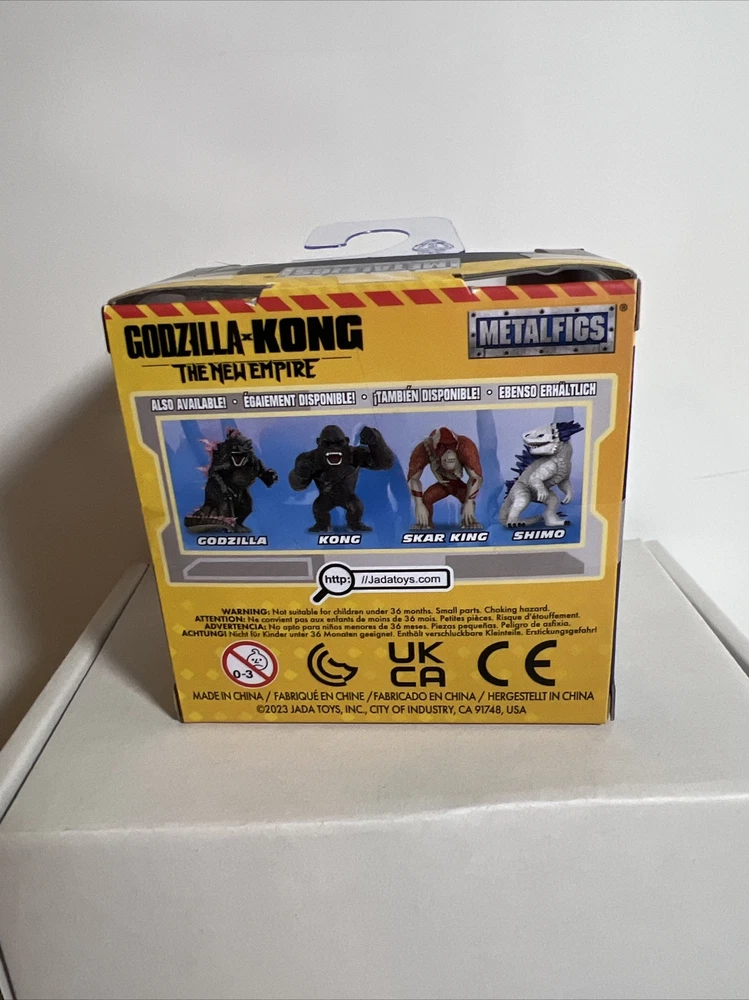 METALFIGS
GODZILLA x KONG
THE NEW EMPIRE
METALFIGS®
ALSO AVAILABLE! • ÉGAIEMENT DISPONIBLE! • ¡TAMBIÉN DISPONIBLE! • EBENSO ERHÄLTLICH
GODZILLA KONG SKAR KING SHIMO
http: //Jadatoys.com
WARNING: Not suitable for children under 36 months. Small parts. Choking hazard.
ATTENTION: Ne convient pas aux enfants de moins de 36 mois. Petites pièces. Risque d'étouffement.
ADVERTENCIA: No apto para niños menores de 36 meses. Piezas pequeñas. Peligro de asfixia.
ACHTUNG! Nicht für Kinder unter 36 Monaten geeignet. Enthält verschluckbare Kleinteile. Erstickungsgefahr!
0-3 UK CA CE
MADE IN CHINA / FABRIQUÉ EN CHINE / FABRICADO EN CHINA / HERGESTELLT IN CHINA
©2023 JADA TOYS, INC., CITY OF INDUSTRY, CA 91748, USA